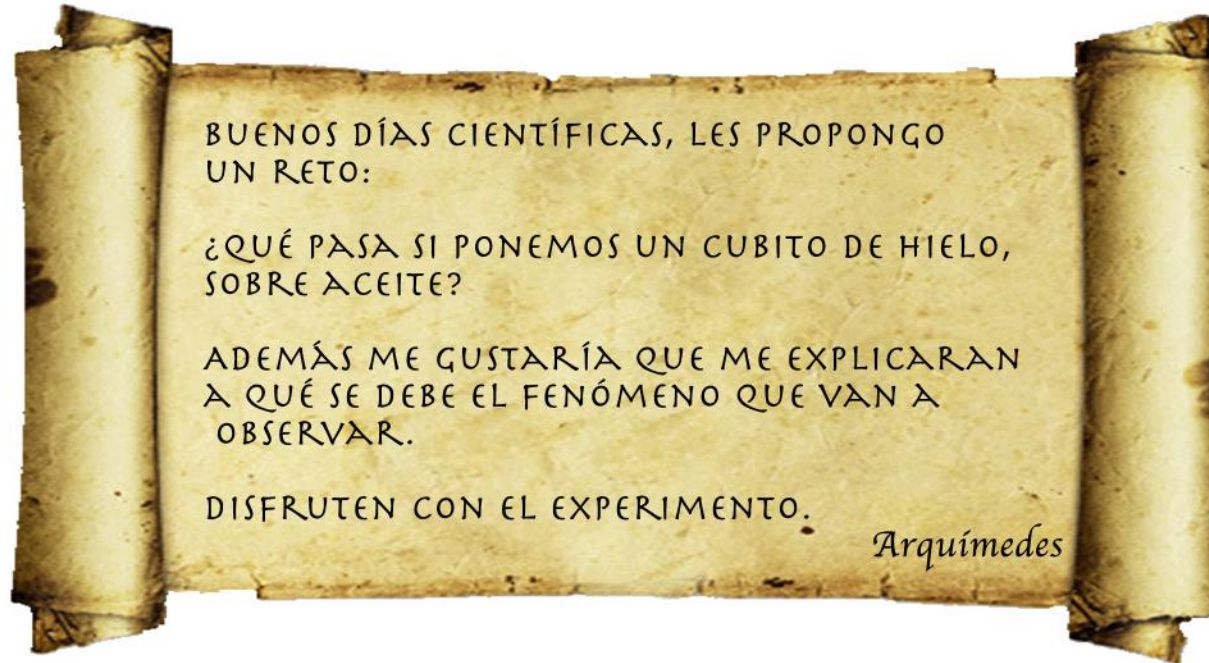 BUENOS DÍAS CIENTÍFICAS, LES PROPONGO
UN RETO:
¿QUÉ PASA SI PONEMOS UN CUBITO DE HIELO,
SOBRE ACEITE?
ADEMÁS ME GUSTARÍA QUE ME EXPLICARAN
A QUÉ SE DEBE EL FENÓMENO QUE VAN A
OBSERVAR.
DISFRUTEN CON EL EXPERIMENTO.
Arquímedes